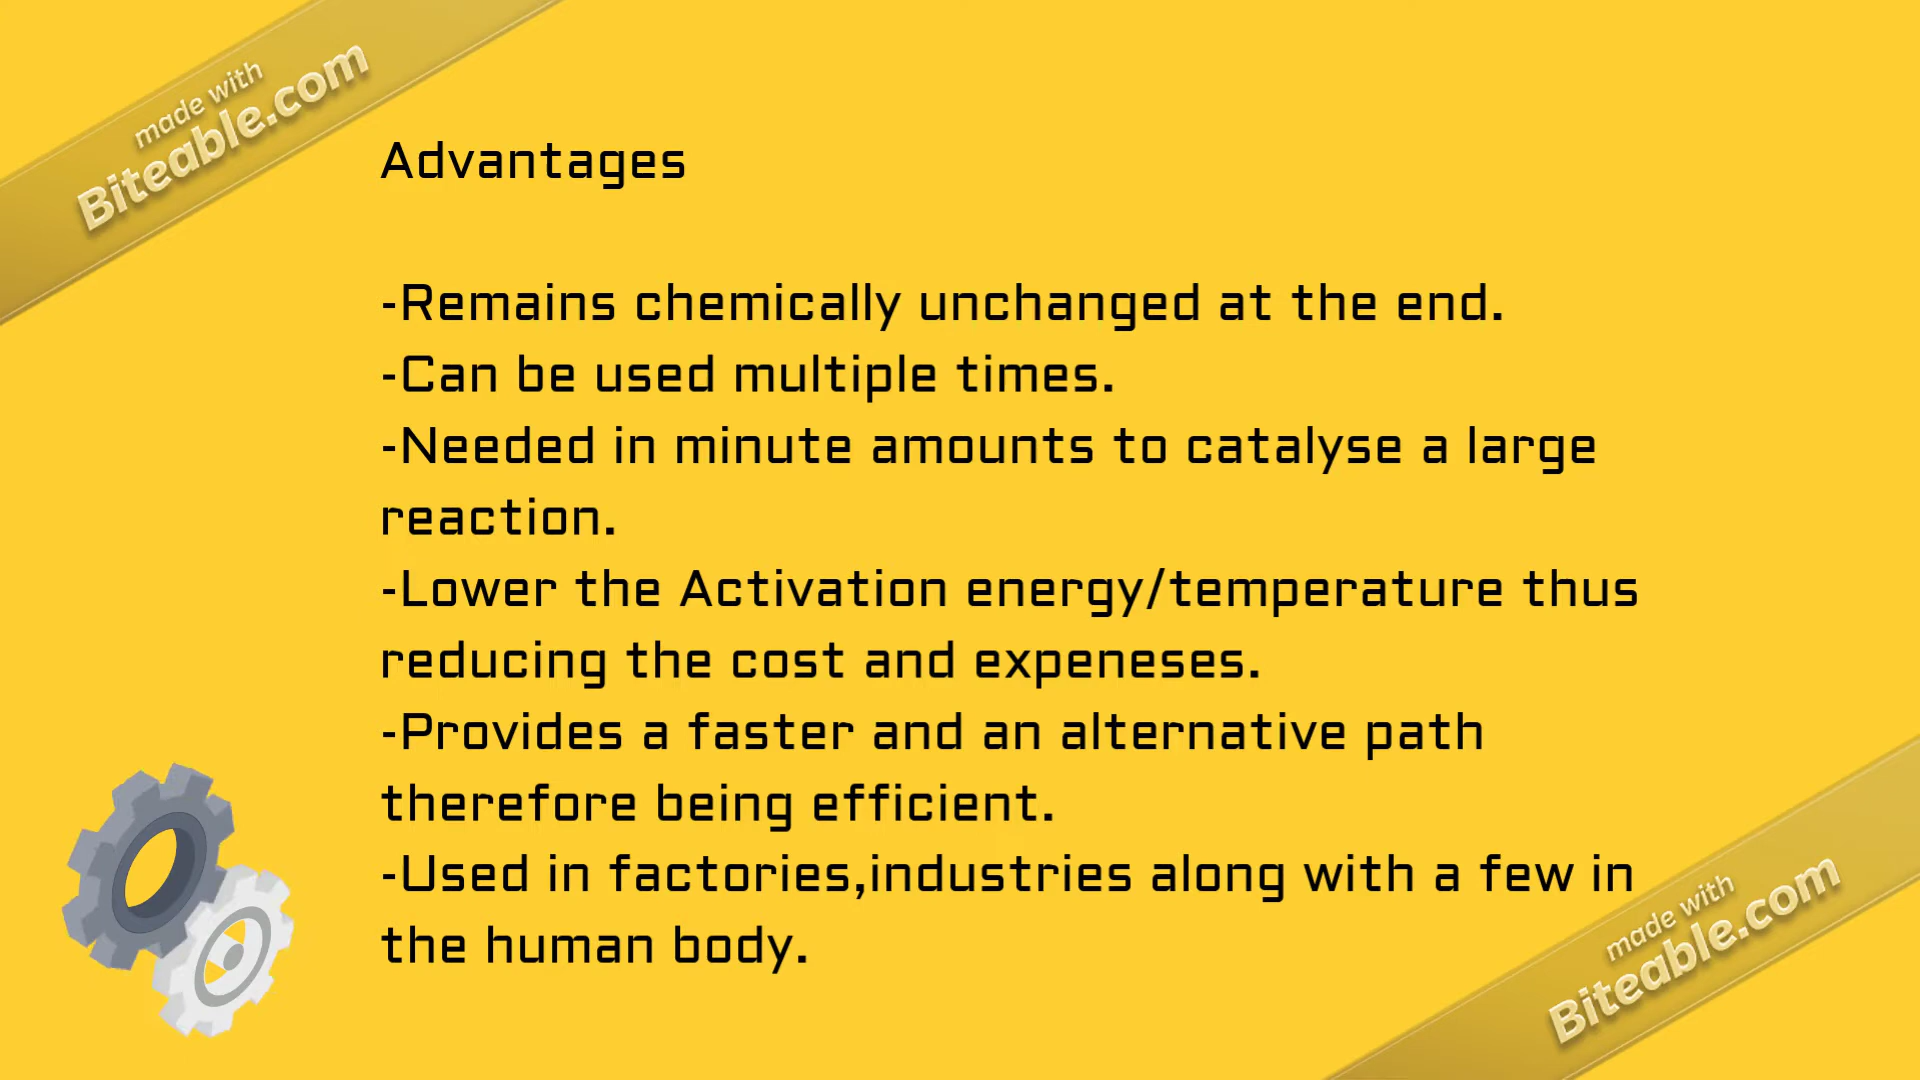 made with
Biteable.com
Advantages
-Remains chemically unchanged at the end.
-Can be used multiple times.
-Needed in minute amounts to catalyse a large
reaction.
-Lower the Activation energy/temperature thus
reducing the cost and expeneses.
-Provides a faster and an alternative path
therefore being efficient.
-Used in factories,industries along with a few in
the human body.
made with
Biteable.com